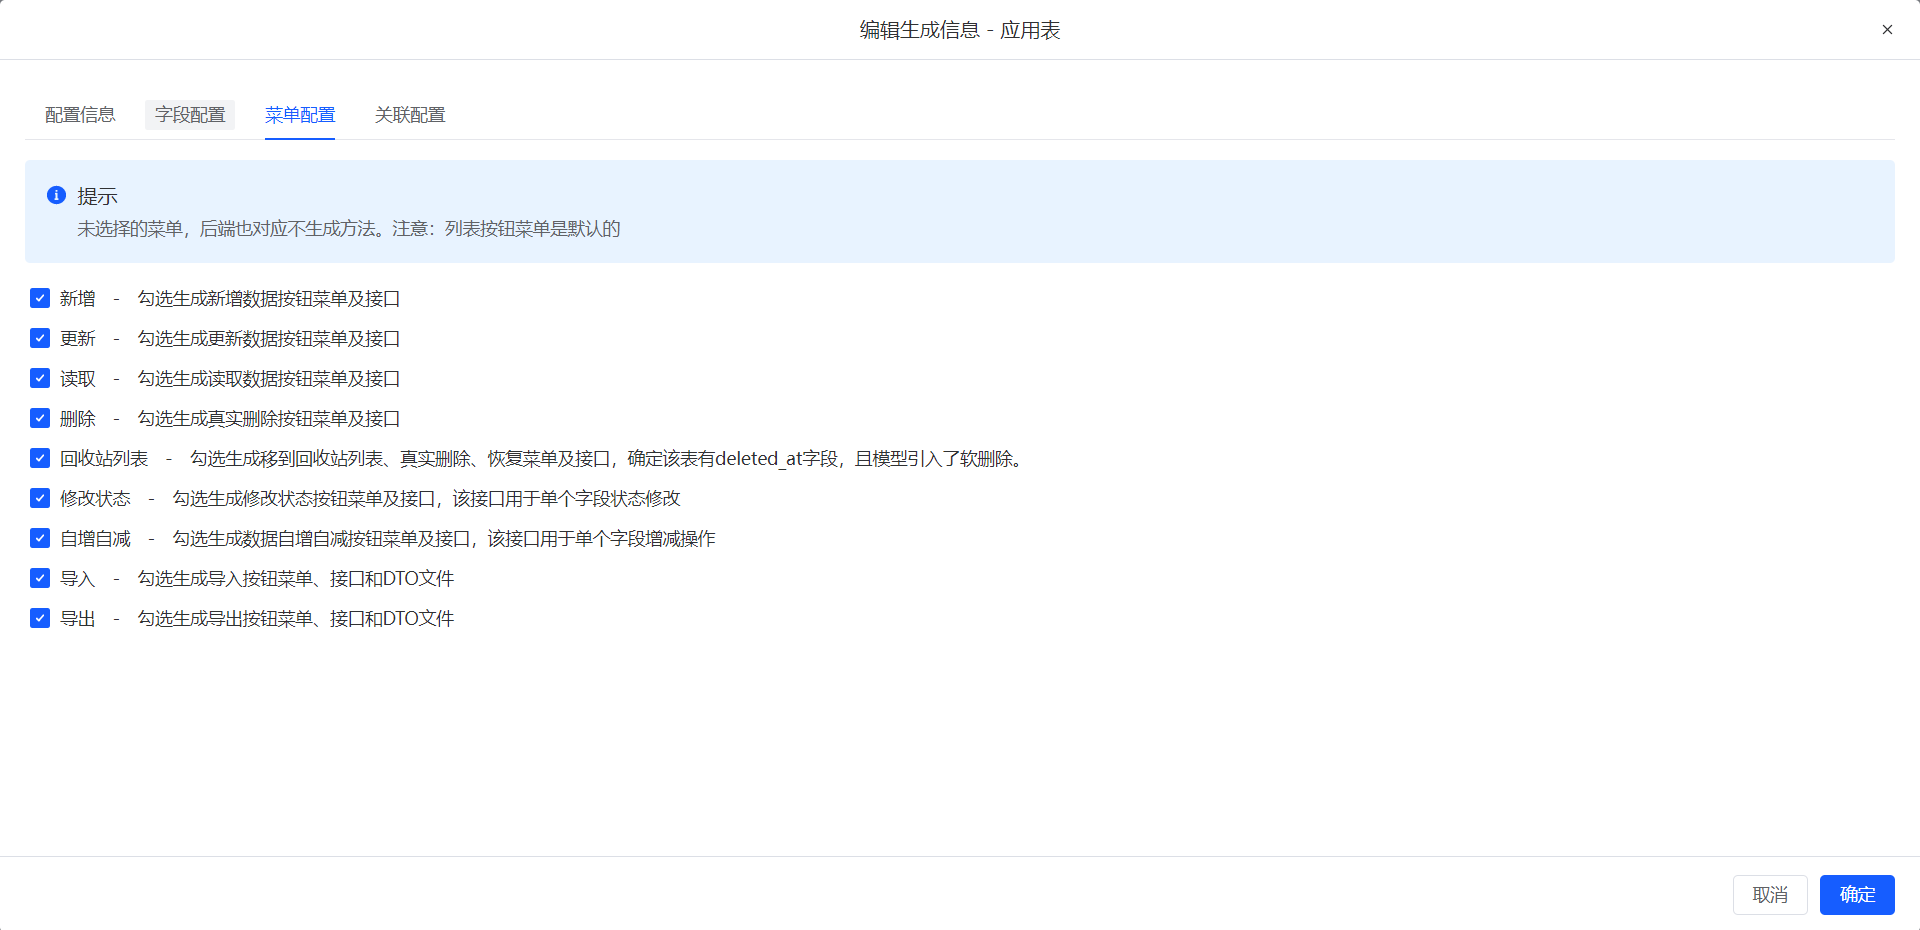 编辑生成信息 - 应用表
配置信息 字段配置 菜单配置 关联配置
提示
未选择的菜单，后端也对应不生成方法。注意：列表按钮菜单是默认的
新增 - 勾选生成新增数据按钮菜单及接口
更新 - 勾选生成更新数据按钮菜单及接口
读取 - 勾选生成读取数据按钮菜单及接口
删除 - 勾选生成真实删除按钮菜单及接口
回收站列表 - 勾选生成移到回收站列表、真实删除、恢复菜单及接口，确定该表有deleted_at字段，且模型引入了软删除。
修改状态 - 勾选生成修改状态按钮菜单及接口，该接口用于单个字段状态修改
自增自减 - 勾选生成数据自增自减按钮菜单及接口，该接口用于单个字段增减操作
导入 - 勾选生成导入按钮菜单、接口和DTO文件
导出 - 勾选生成导出按钮菜单、接口和DTO文件
取消 确定